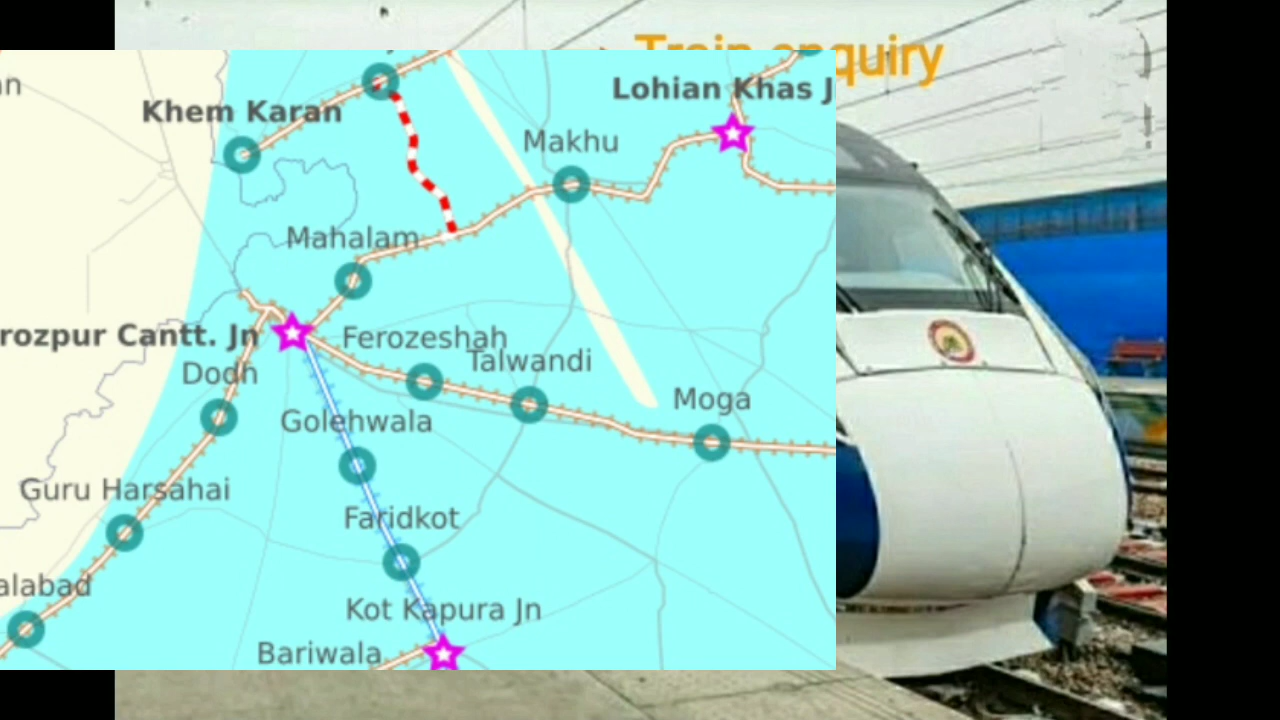 Train enquiry
Lohian Khas J
Khem Karan
Makhu
Mahalam
rozpur Cantt. Jn
Ferozeshah
Talwandi
Dodh
Moga
Golehwala
Guru Harsahai
Faridkot
alabad
Kot Kapura Jn
Bariwala